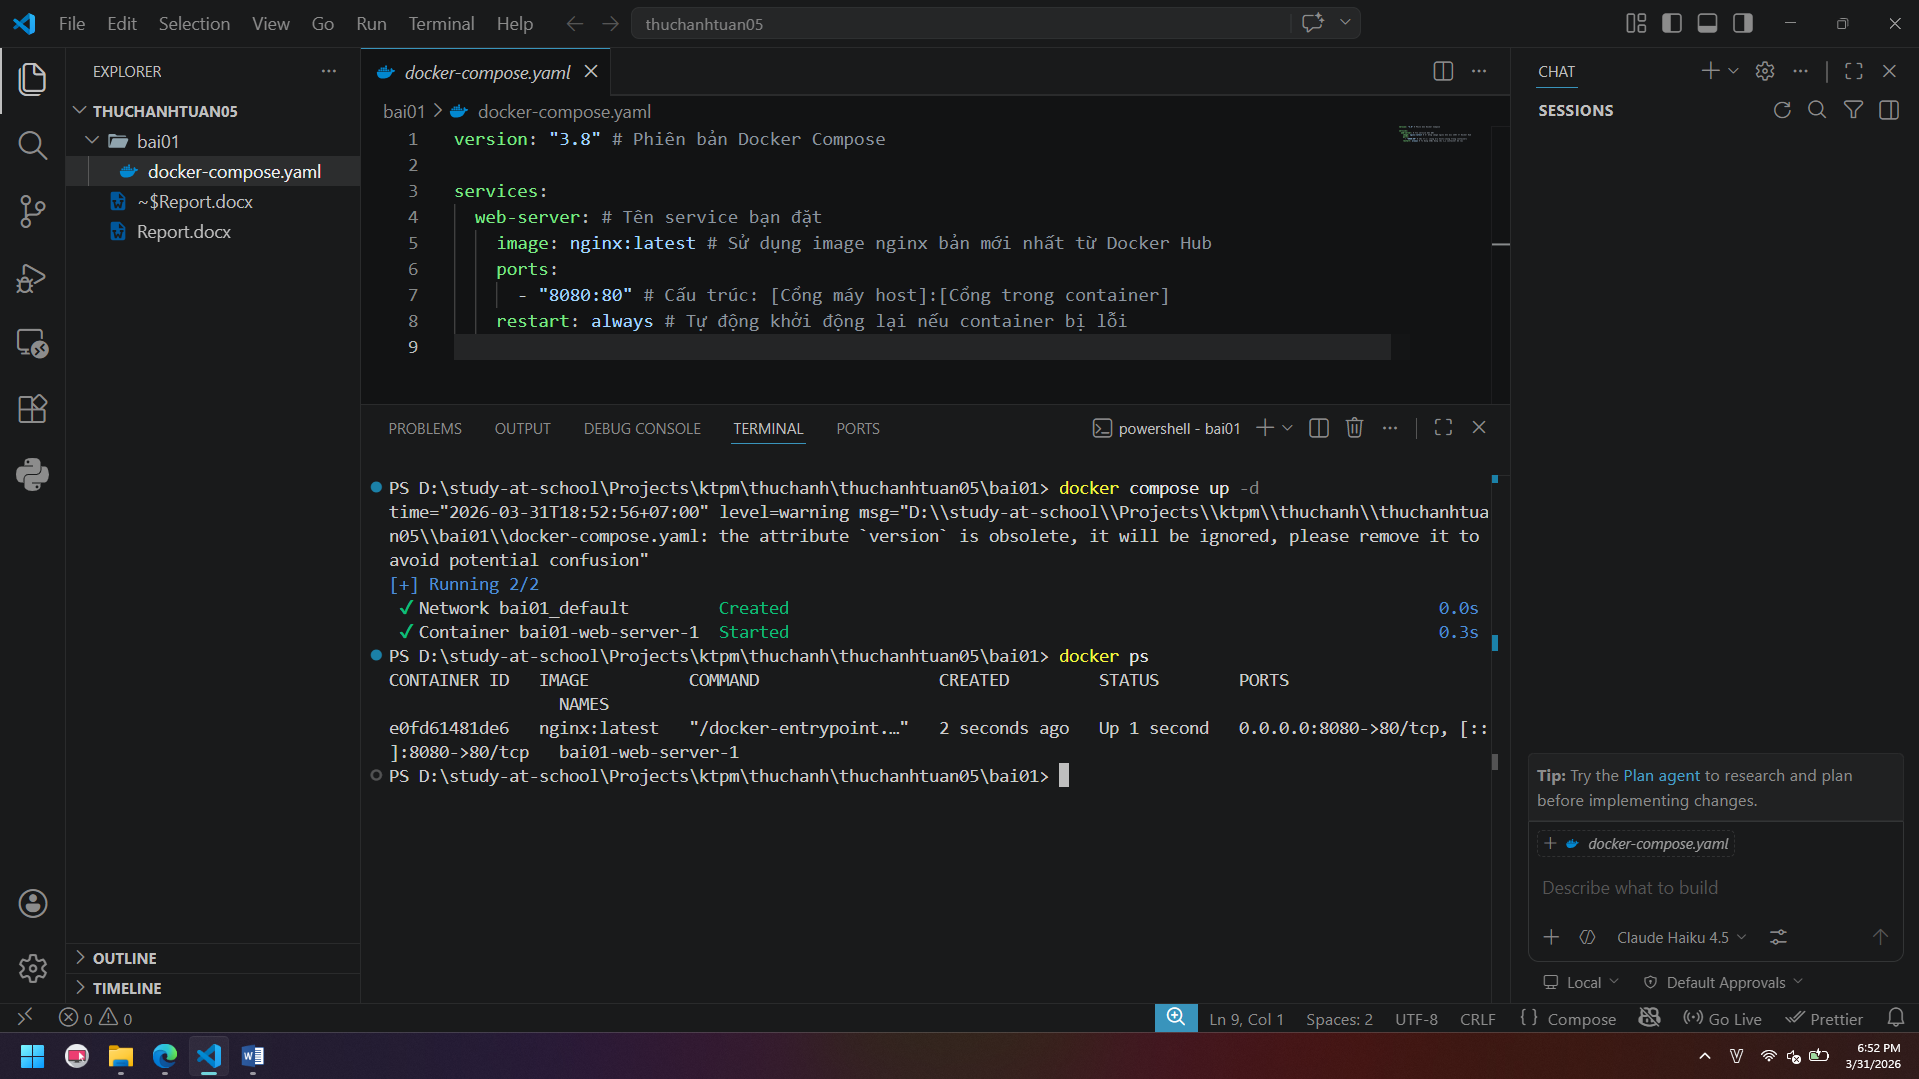 File Edit Selection View Go Run Terminal Help
thuchanhtuan05
EXPLORER
THUCHANHTUAN05
bai01
docker-compose.yaml
~$Report.docx
Report.docx
OUTLINE
TIMELINE
docker-compose.yaml
bai01 > docker-compose.yaml
1 version: "3.8" # Phiên bản Docker Compose
2
3 services:
4 web-server: # Tên service bạn đặt
5 image: nginx:latest # Sử dụng image nginx bản mới nhất từ Docker Hub
6 ports:
7 - "8080:80" # Cấu trúc: [Cổng máy host]:[Cổng trong container]
8 restart: always # Tự động khởi động lại nếu container bị lỗi
9
PROBLEMS OUTPUT DEBUG CONSOLE TERMINAL PORTS
powershell - bai01
PS D:\study-at-school\Projects\ktpm\thuchanh\thuchanhtuan05\bai01> docker compose up -d
time="2026-03-31T18:52:56+07:00" level=warning msg="D:\\study-at-school\\Projects\\ktpm\\thuchanh\\thuchanhtua
n05\\bai01\\docker-compose.yaml: the attribute `version` is obsolete, it will be ignored, please remove it to
avoid potential confusion"
[+] Running 2/2
✔ Network bai01_default Created 0.0s
✔ Container bai01-web-server-1 Started 0.3s
PS D:\study-at-school\Projects\ktpm\thuchanh\thuchanhtuan05\bai01> docker ps
CONTAINER ID IMAGE COMMAND CREATED STATUS PORTS
NAMES
e0fd61481de6 nginx:latest "/docker-entrypoint.…" 2 seconds ago Up 1 second 0.0.0.0:8080->80/tcp, [::
]:8080->80/tcp bai01-web-server-1
PS D:\study-at-school\Projects\ktpm\thuchanh\thuchanhtuan05\bai01>
CHAT
SESSIONS
Tip: Try the Plan agent to research and plan
before implementing changes.
docker-compose.yaml
Describe what to build
Claude Haiku 4.5
Local Default Approvals
0 0
Ln 9, Col 1 Spaces: 2 UTF-8 CRLF { } Compose Go Live Prettier
6:52 PM
3/31/2026